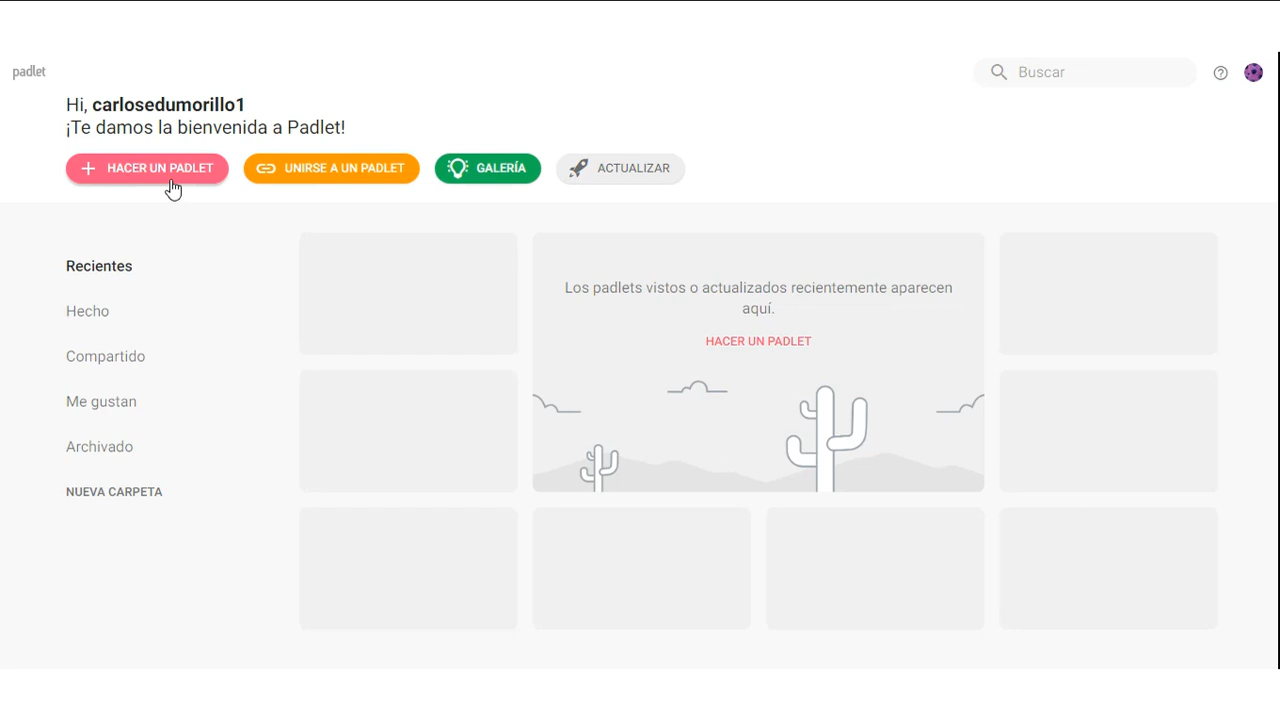 padlet
Buscar
Hi, carlosedumorillo1
¡Te damos la bienvenida a Padlet!
HACER UN PADLET
UNIRSE A UN PADLET
GALERÍA
ACTUALIZAR
Recientes
Hecho
Compartido
Me gustan
Archivado
NUEVA CARPETA
Los padlets vistos o actualizados recientemente aparecen
aquí.
HACER UN PADLET